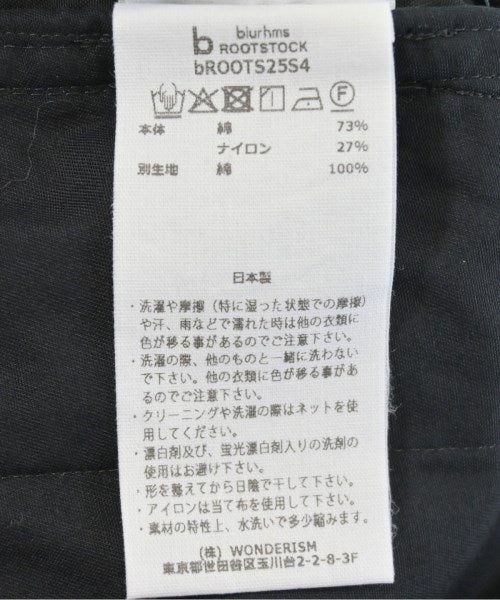 b blurhms
ROOTSTOCK
bROOTS25S4
本体 綿 73%
ナイロン 27%
別生地 綿 100%
日本製
・洗濯や摩擦（特に湿った状態での摩擦）
や汗、雨などで濡れた時は他の衣類に
色が移る事があるのでご注意下さい。
・洗濯の際、他のものと一緒に洗わない
で下さい。他の衣類に色が移る事があ
るのでご注意下さい。
・クリーニングや洗濯の際はネットを使
用してください。
・漂白剤及び、蛍光漂白剤入りの洗剤の
使用はお避け下さい。
・形を整えてから日陰で干して下さい。
・アイロンは当て布を使用して下さい。
・素材の特性上、水洗いで多少縮みます。
（株）WONDERISM
東京都世田谷区玉川台2-2-8-3F